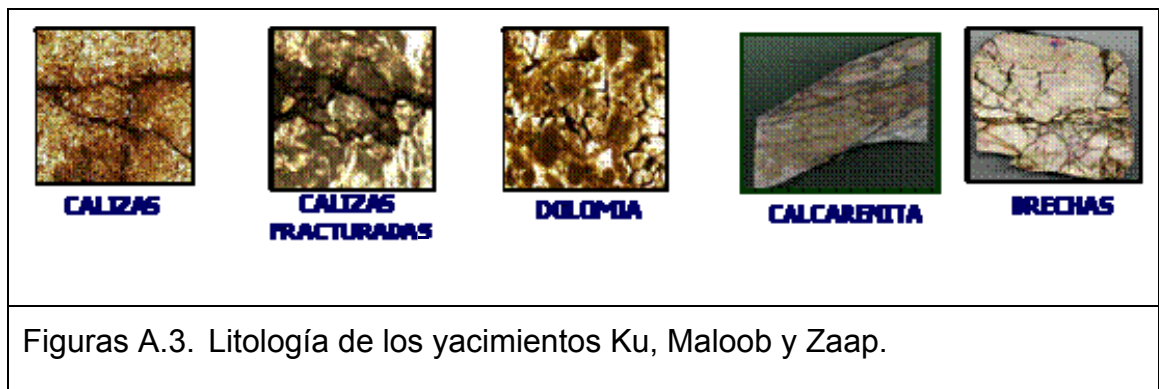 CALIZAS
CALIZAS
FRACTURADAS
DOLOMIA
CALCARENITA
BRECHAS
Figuras A.3. Litología de los yacimientos Ku, Maloob y Zaap.